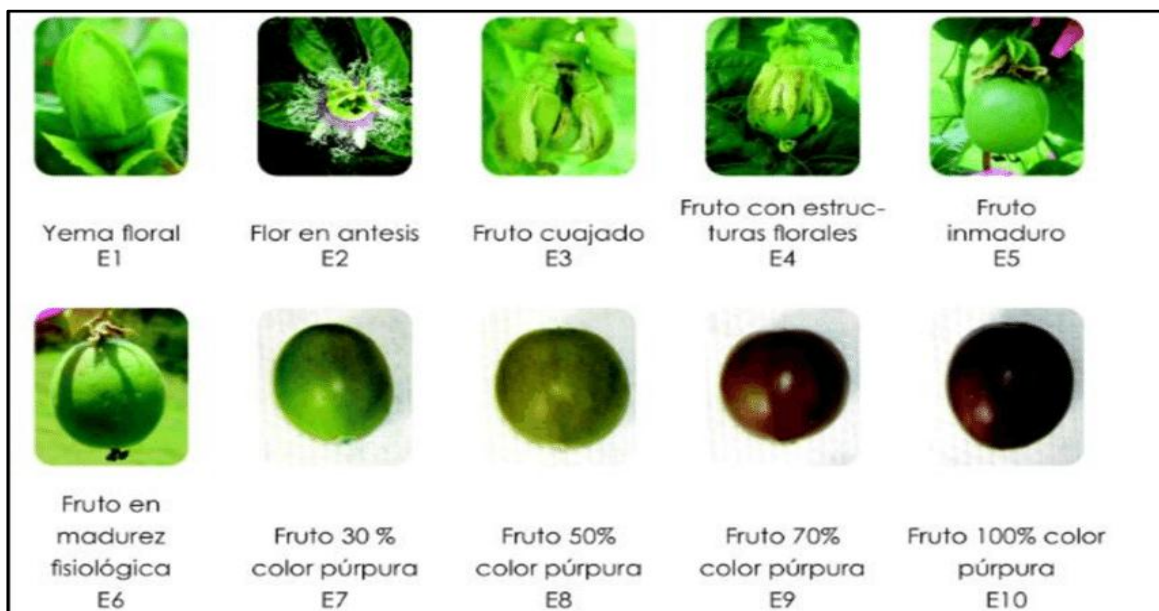 Yema floral
E1
Flor en antesis
E2
Fruto cuajado
E3
Fruto con estruc-
turas florales
E4
Fruto
inmaduro
E5
Fruto en
madurez
fisiológica
E6
Fruto 30 %
color púrpura
E7
Fruto 50%
color púrpura
E8
Fruto 70%
color púrpura
E9
Fruto 100% color
púrpura
E10